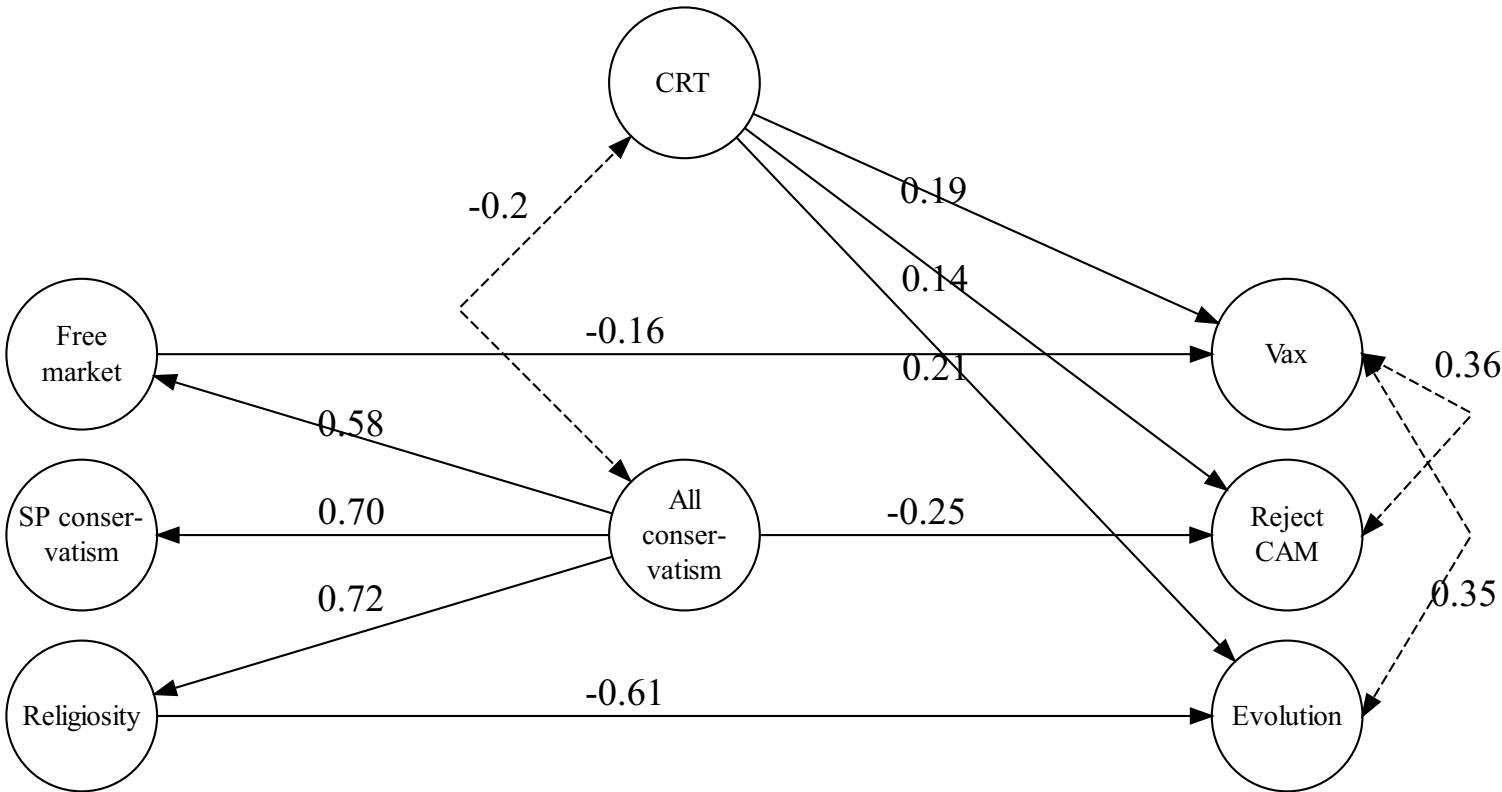 CRT
0.19
-0.2
0.14
Free
market
-0.16
Vax
0.36
0.21
0.58
SP conser-
vatism
0.70
All
conser-
vatism
-0.25
Reject
CAM
0.72
0.35
Religiosity
-0.61
Evolution